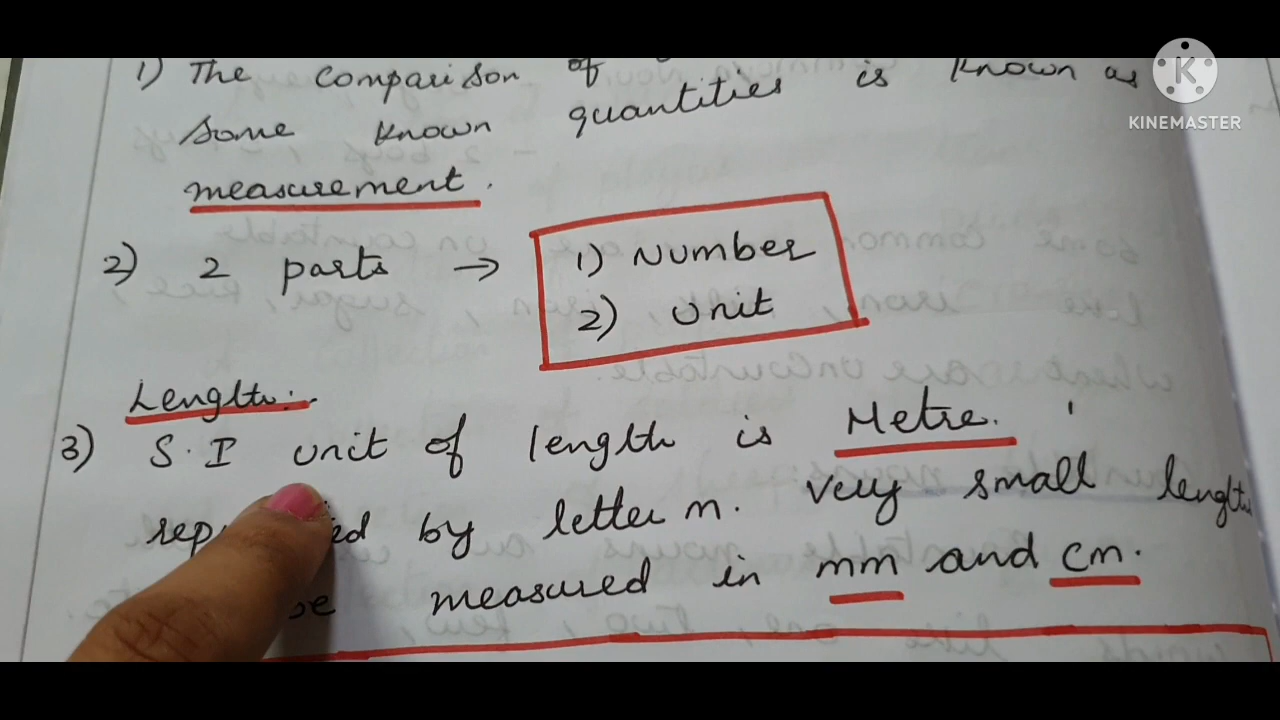 1) The comparison of
some known quantities is known as
measurement.
2) 2 parts → 1) Number
2) Unit
Length:-
3) S.I unit of length is Metre.
by letter m. Very small length
measured in mm and cm.
KINEMASTER